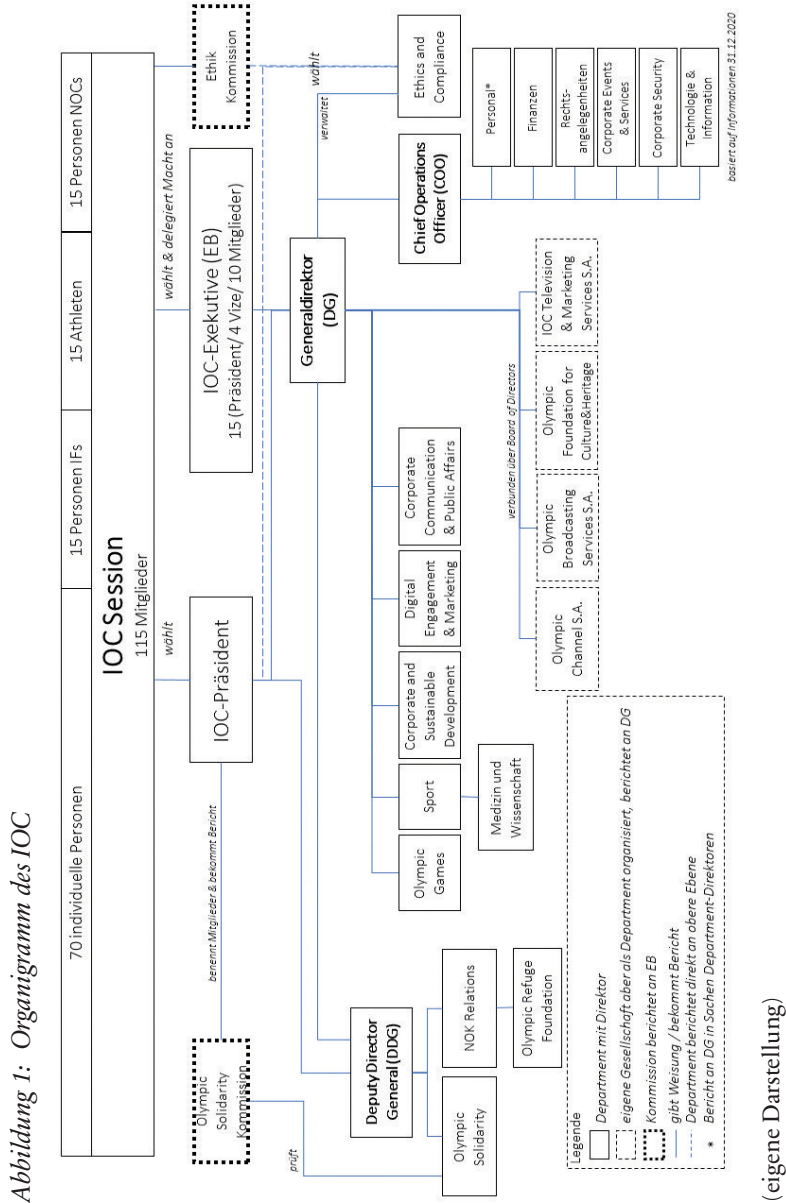 Abbildung 1: Organigramm des IOC
70 individuelle Personen
15 Personen IFs
15 Athleten
15 Personen NOCs
IOC Session
115 Mitglieder
wählt
wählt & delegiert Macht an
Olympic
Solidarity
Kommission
benennt Mitglieder & bekommt Bericht
IOC-Präsident
IOC-Exekutive (EB)
15 (Präsident/ 4 Vize/ 10 Mitglieder)
Ethik
Kommission
prüft
wählt
verwaltet
Deputy Director
General (DDG)
Generaldirektor
(DG)
Chief Operations
Officer (COO)
Ethics and
Compliance
Olympic
Solidarity
NOK Relations
Olympic Refuge
Foundation
Olympic
Games
Sport
Medizin und
Wissenschaft
Corporate and
Sustainable
Development
Digital
Engagement
& Marketing
Corporate
Communication
& Public Affairs
Personal*
Finanzen
Rechts-
angelegenheiten
Corporate Events
& Services
Corporate Security
Technologie &
Information
verbunden über Board of Directors
Olympic
Channel S.A.
Olympic
Broadcasting
Services S.A.
Olympic
Foundation for
Culture&Heritage
IOC Television
& Marketing
Services S.A.
basiert auf Informationen 31.12.2020
Legende
Department mit Direktor
eigene Gesellschaft aber als Department organisiert, berichtet an DG
Kommission berichtet an EB
gibt Weisung / bekommt Bericht
Department berichtet direkt an obere Ebene
* Bericht an DG in Sachen Department-Direktoren
(eigene Darstellung)